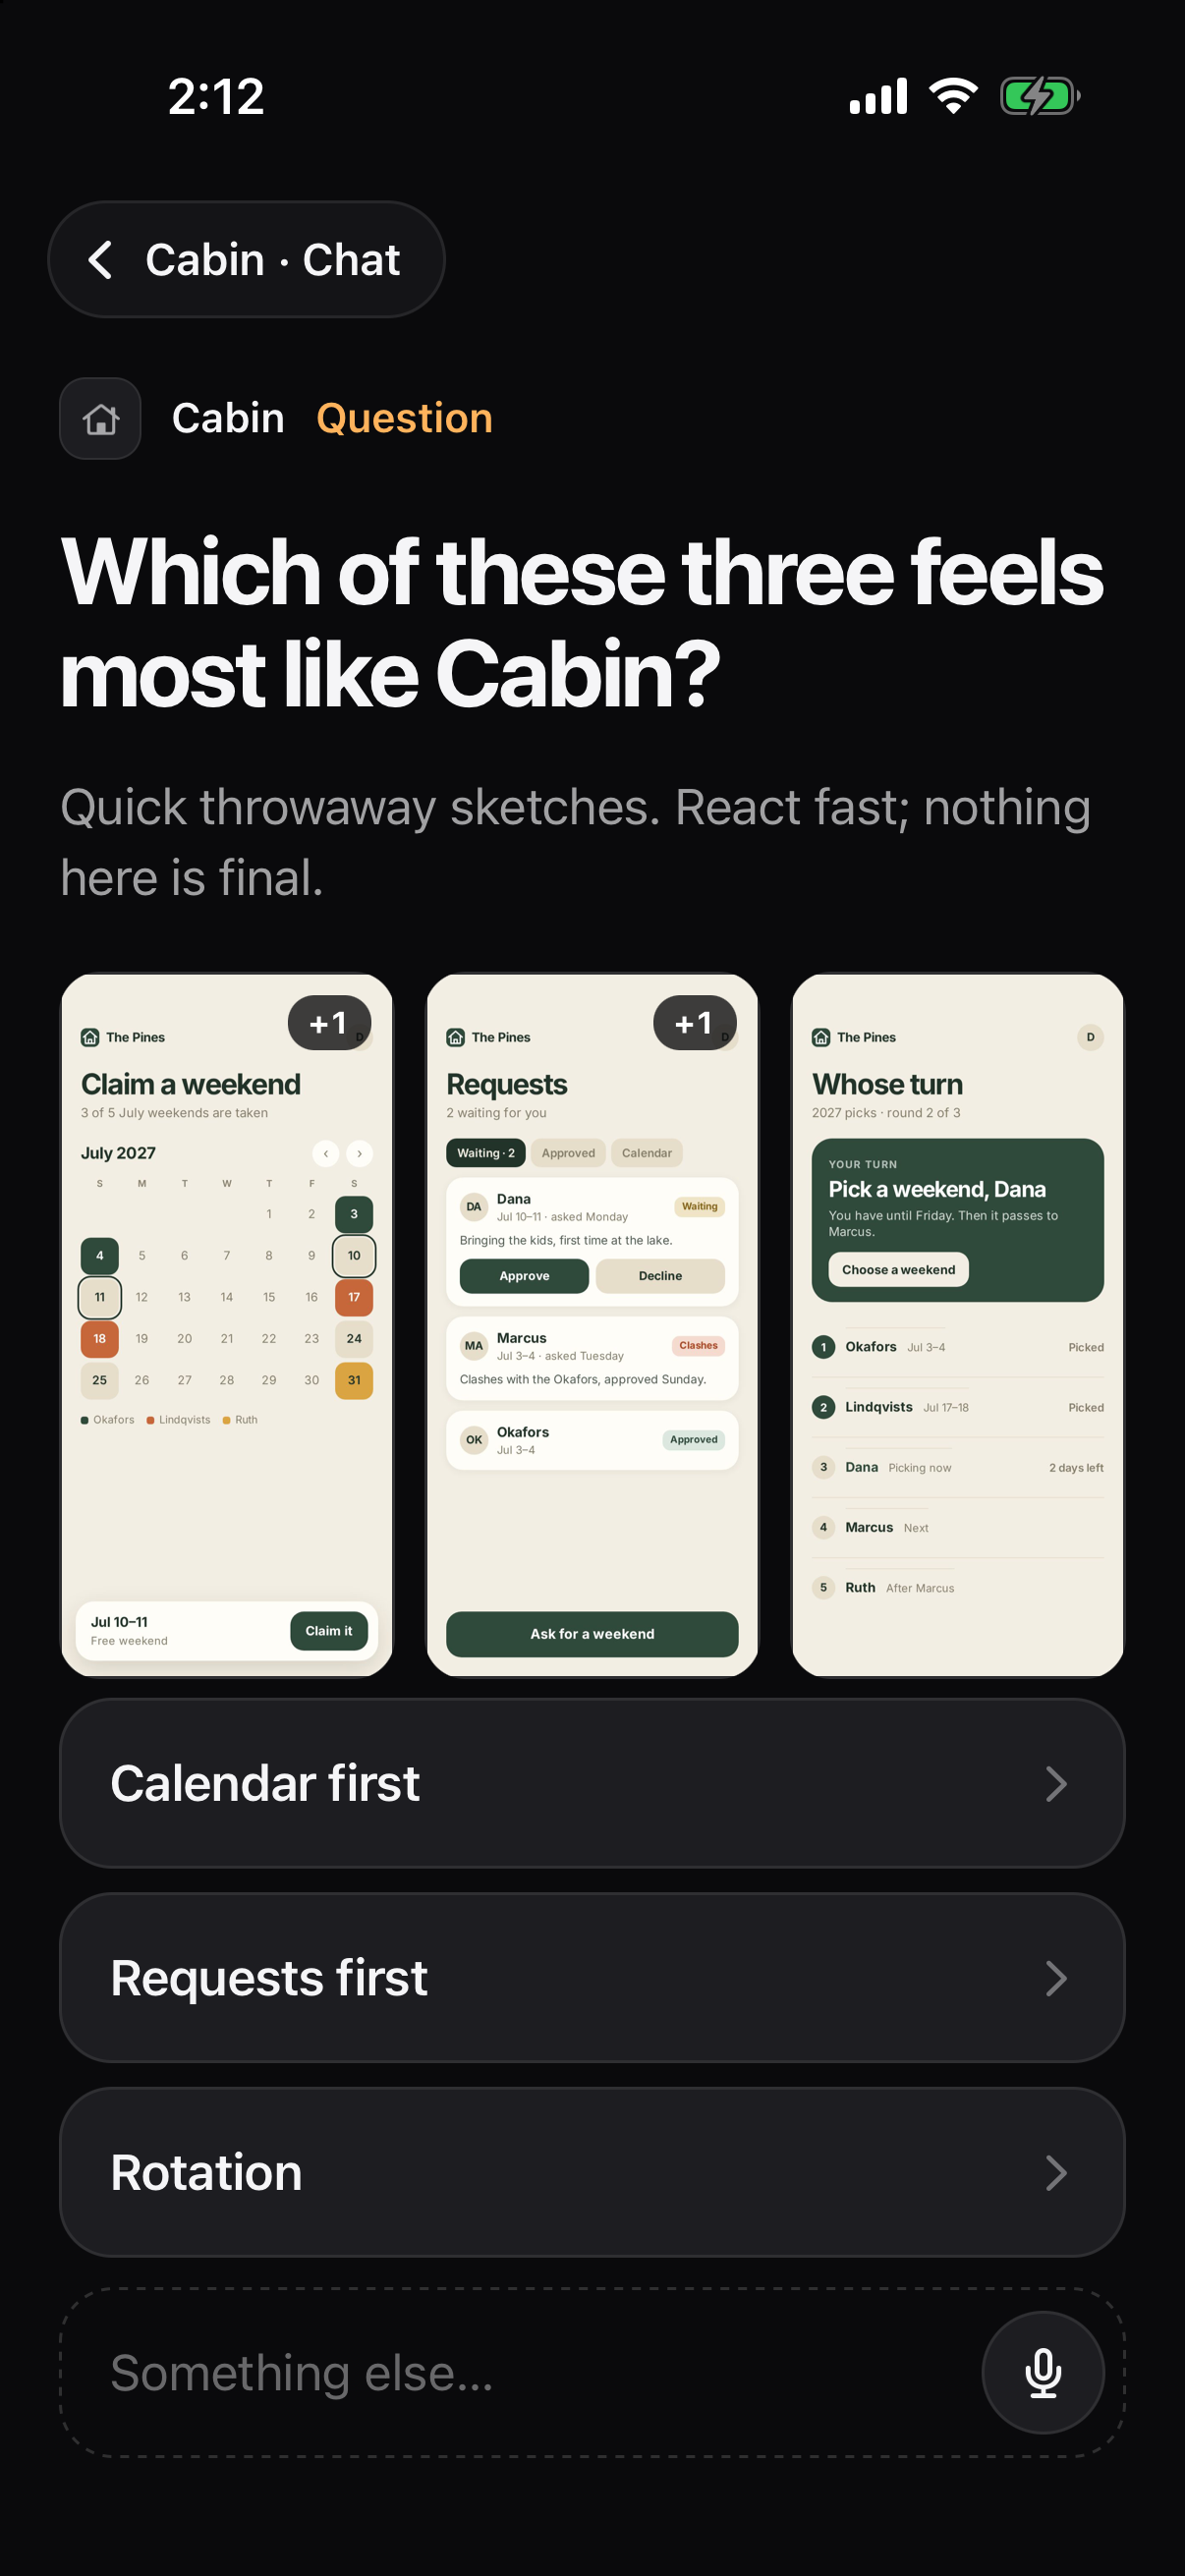 2:12
Cabin · Chat
Cabin Question
Which of these three feels
most like Cabin?
Quick throwaway sketches. React fast; nothing
here is final.
The Pines
+1
D
Claim a weekend
3 of 5 July weekends are taken
July 2027
S M T W T F S
1 2 3
4 5 6 7 8 9 10
11 12 13 14 15 16 17
18 19 20 21 22 23 24
25 26 27 28 29 30 31
Okafors Lindqvists Ruth
Jul 10–11
Free weekend
Claim it
The Pines
+1
D
Requests
2 waiting for you
Waiting · 2 Approved Calendar
DA
Dana
Jul 10–11 · asked Monday
Waiting
Bringing the kids, first time at the lake.
Approve Decline
MA
Marcus
Jul 3–4 · asked Tuesday
Clashes
Clashes with the Okafors, approved Sunday.
OK
Okafors
Jul 3–4
Approved
Ask for a weekend
The Pines
D
Whose turn
2027 picks · round 2 of 3
YOUR TURN
Pick a weekend, Dana
You have until Friday. Then it passes to
Marcus.
Choose a weekend
1 Okafors Jul 3–4 Picked
2 Lindqvists Jul 17–18 Picked
3 Dana Picking now 2 days left
4 Marcus Next
5 Ruth After Marcus
Calendar first
Requests first
Rotation
Something else...